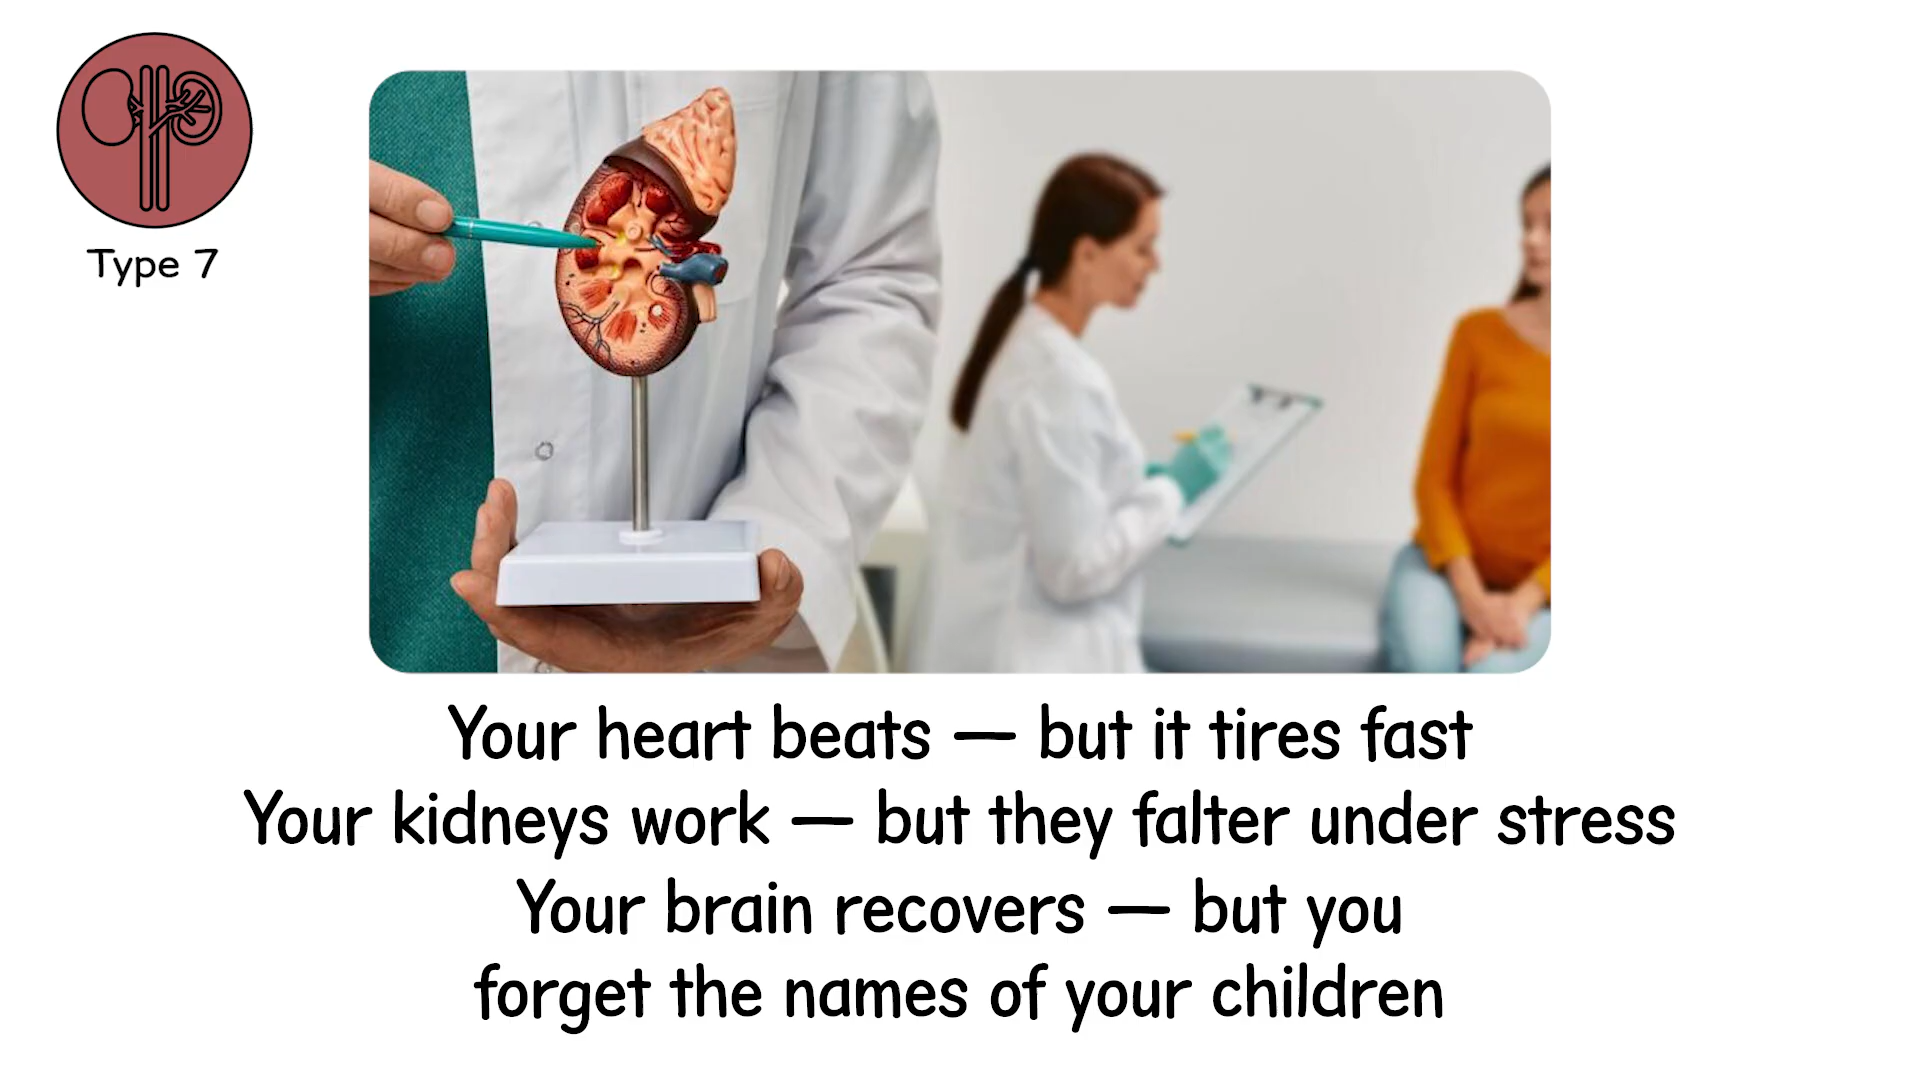 Type 7
Your heart beats — but it tires fast
Your kidneys work — but they falter under stress
Your brain recovers — but you
forget the names of your children